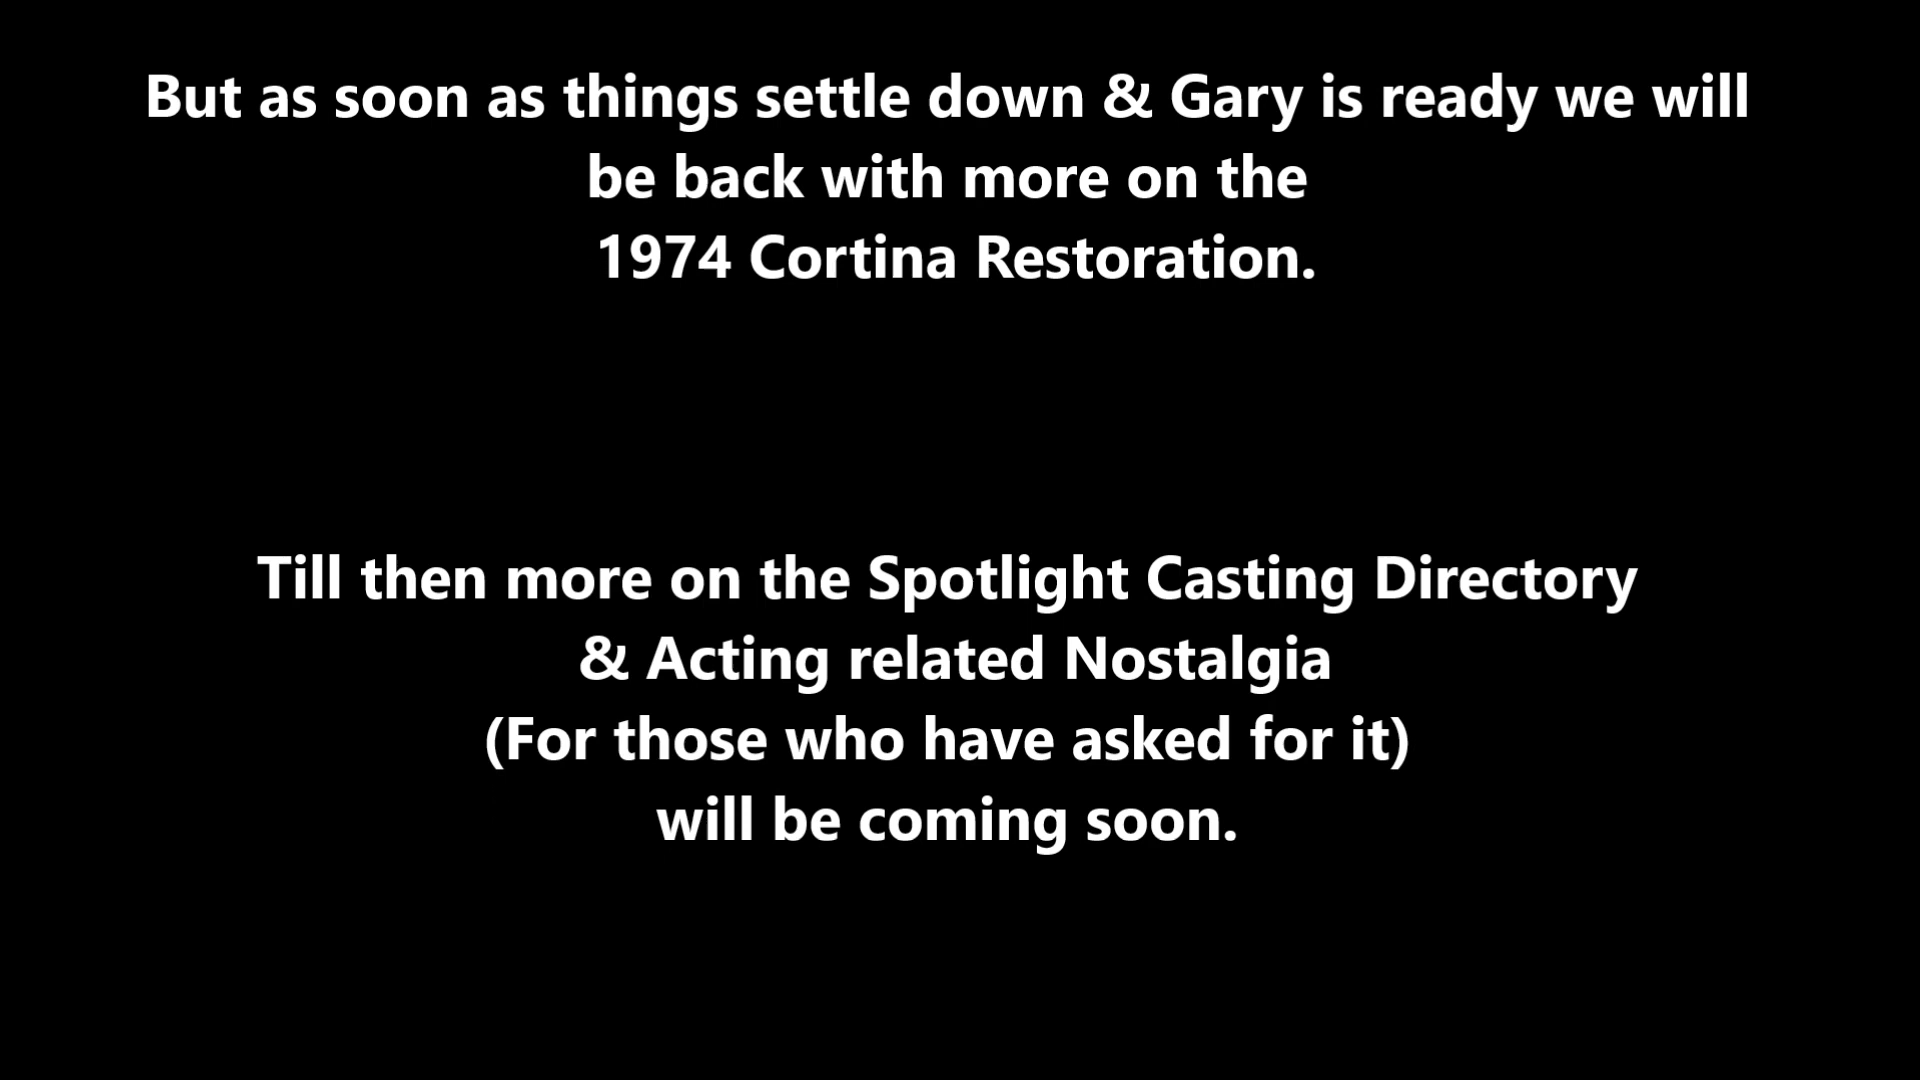 But as soon as things settle down & Gary is ready we will
be back with more on the
1974 Cortina Restoration.
Till then more on the Spotlight Casting Directory
& Acting related Nostalgia
(For those who have asked for it)
will be coming soon.